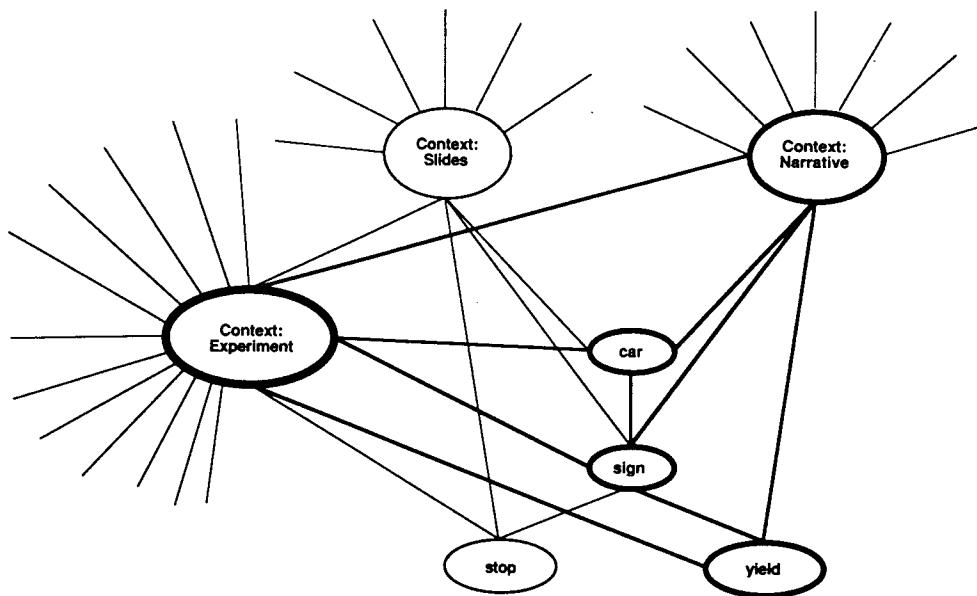 Context:
Slides
Context:
Narrative
Context:
Experiment
car
sign
stop
yield